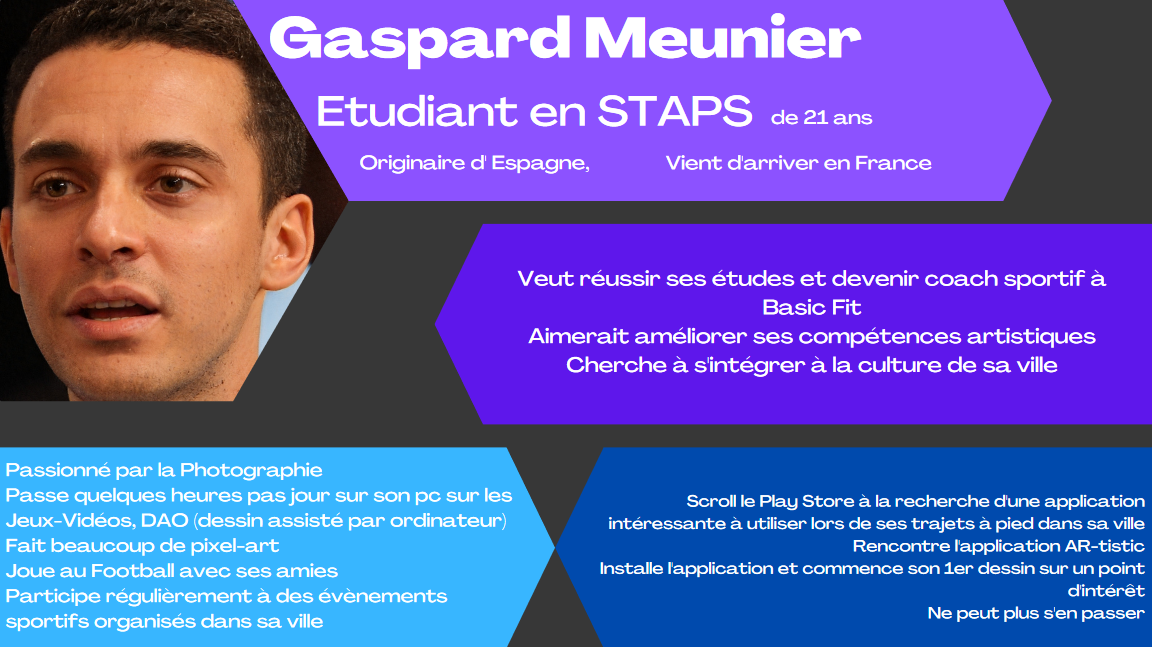 Gaspard Meunier
Etudiant en STAPS de 21 ans
Originaire d' Espagne, Vient d'arriver en France
Veut réussir ses études et devenir coach sportif à
Basic Fit
Aimerait améliorer ses compétences artistiques
Cherche à s'intégrer à la culture de sa ville
Passionné par la Photographie
Passe quelques heures pas jour sur son pc sur les
Jeux-Vidéos, DAO (dessin assisté par ordinateur)
Fait beaucoup de pixel-art
Joue au Football avec ses amies
Participe régulièrement à des évènements
sportifs organisés dans sa ville
Scroll le Play Store à la recherche d'une application
intéressante à utiliser lors de ses trajets à pied dans sa ville
Rencontre l'application AR-tistic
Installe l'application et commence son 1er dessin sur un point
d'intérêt
Ne peut plus s'en passer